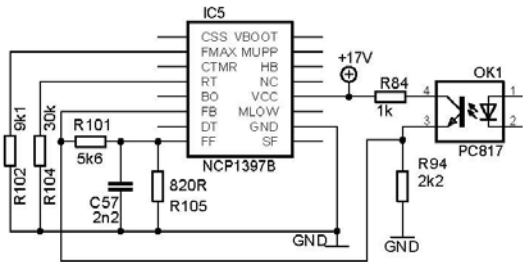 IC5
CSS VBOOT
FMAX MUPP
CTMR HB
RT NC
BO VCC
FB MLOW
DT GND
FF SF
NCP1397B
+17V
R84
1k
OK1
4 1
3 2
PC817
R94
2k2
GND
9k1
R102
30k
R104
R101
5k6
C57
2n2
820R
R105
GND